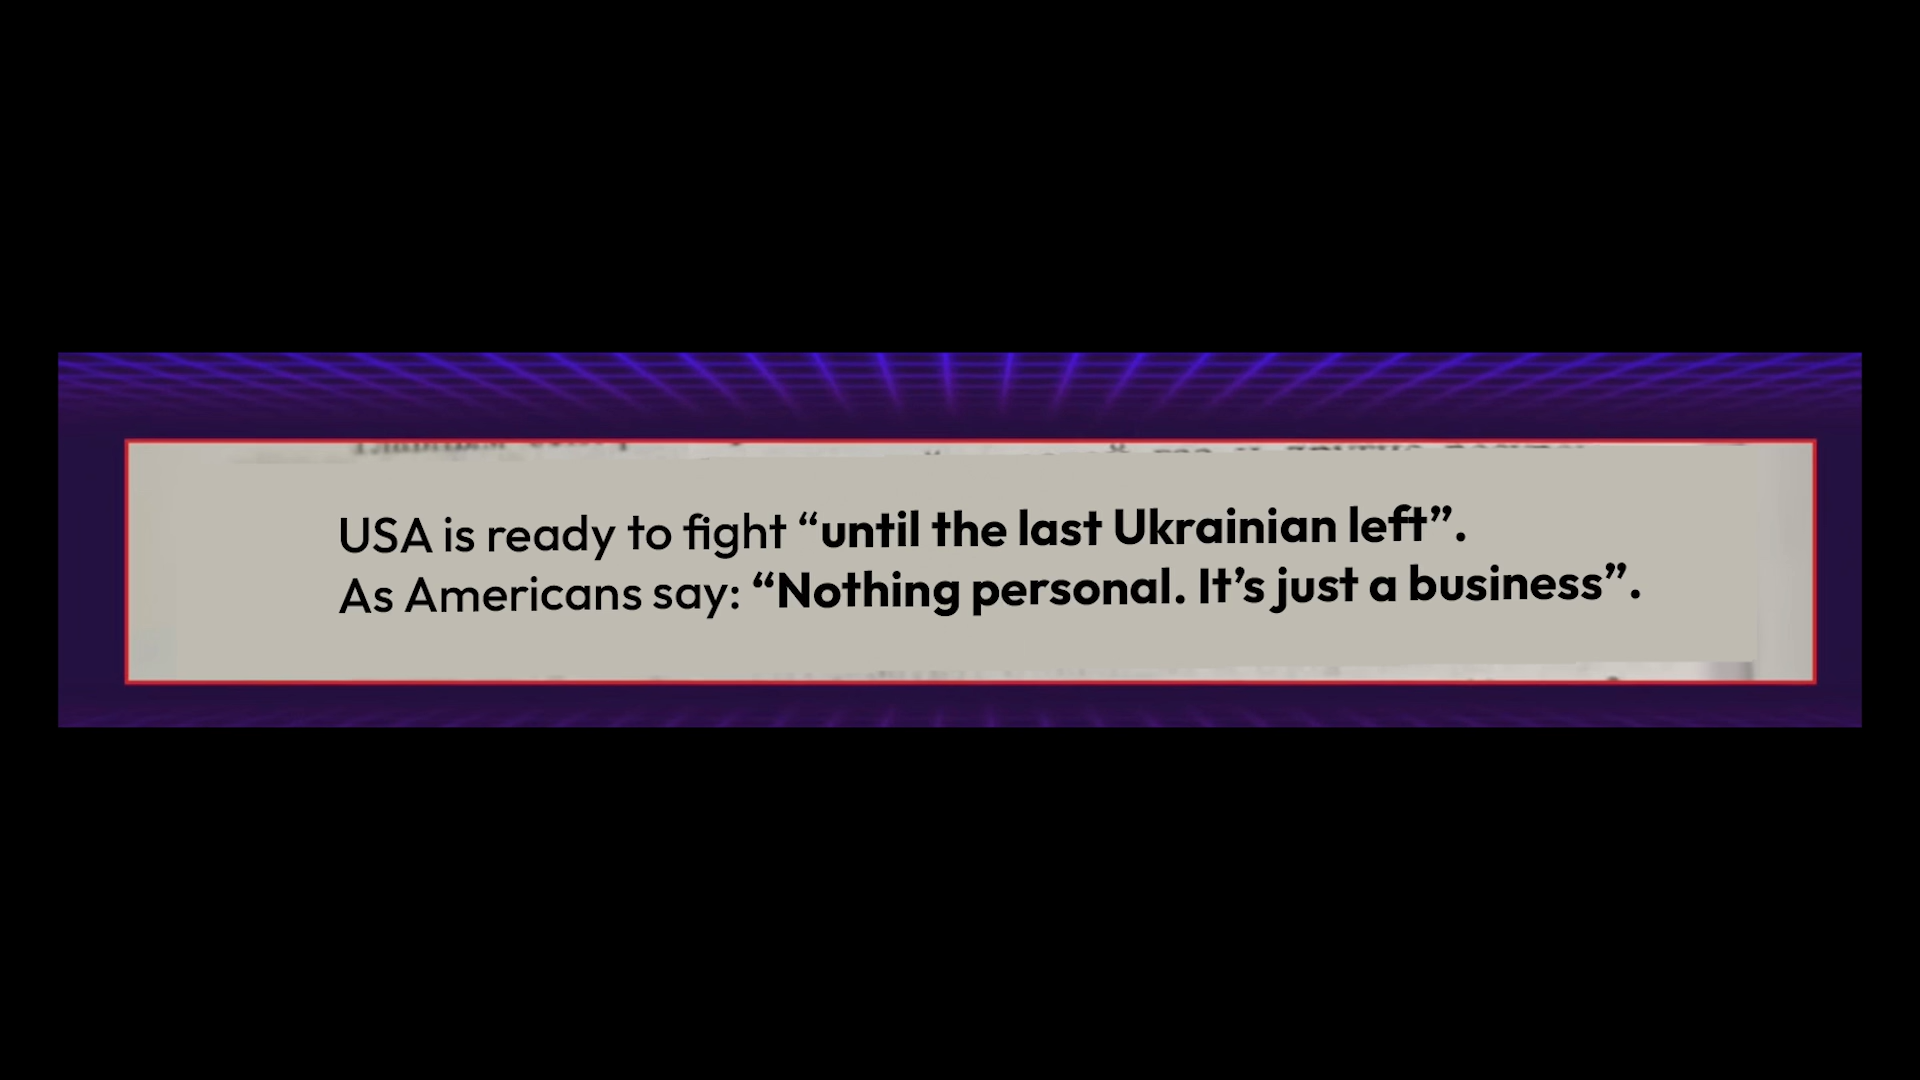 USA is ready to fight “until the last Ukrainian left”.
As Americans say: “Nothing personal. It’s just a business”.